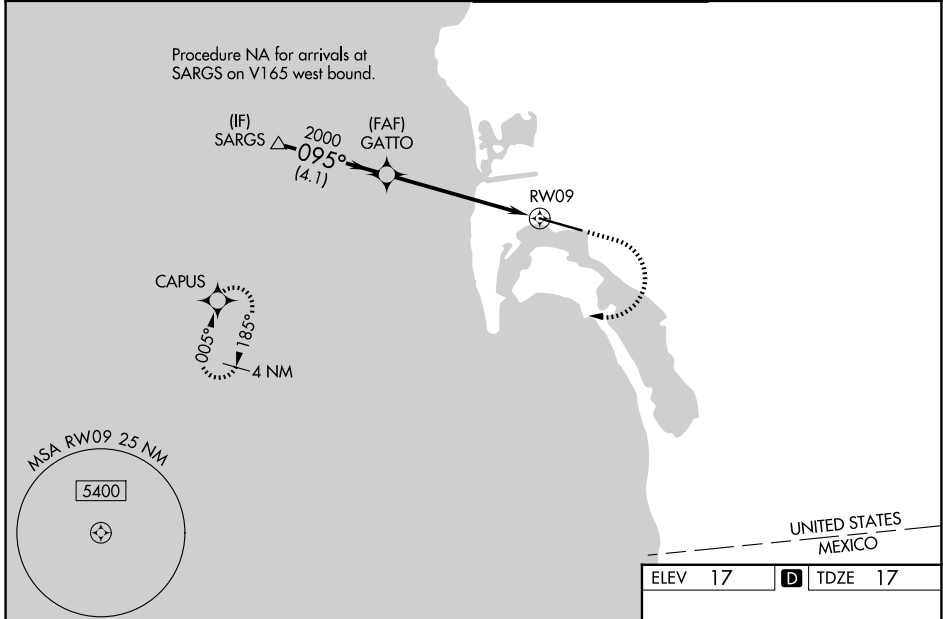 Procedure NA for arrivals at
SARGS on V165 west bound.
(IF)
SARGS
2000
095°
(4.1)
(FAF)
GATTO
RW09
CAPUS
005°
185°
4 NM
MSA RW09 25 NM
5400
UNITED STATES
MEXICO
ELEV 17 D TDZE 17